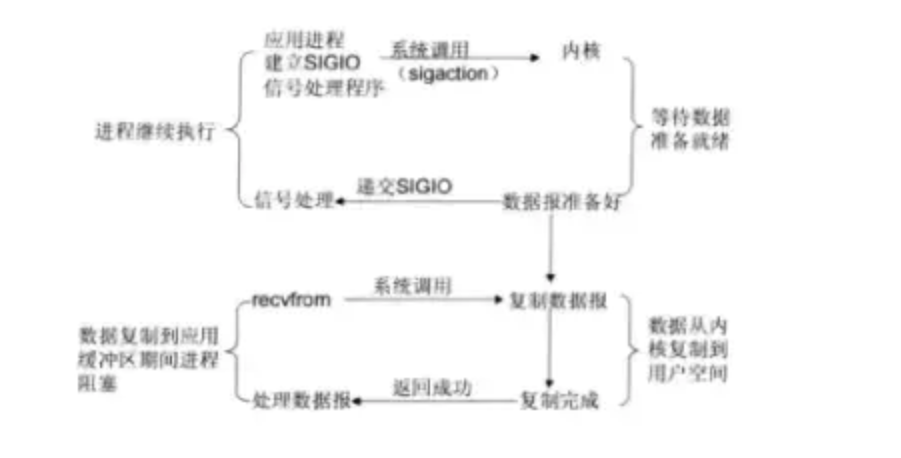 应用进程
建立SIGIO
信号处理程序
系统调用
（sigaction）
内核
进程继续执行
等待数据
准备就绪
信号处理
递交SIGIO
数据报准备好
recvfrom
系统调用
复制数据报
数据复制到应用
缓冲区期间进程
阻塞
数据从内
核复制到
用户空间
处理数据报
返回成功
复制完成